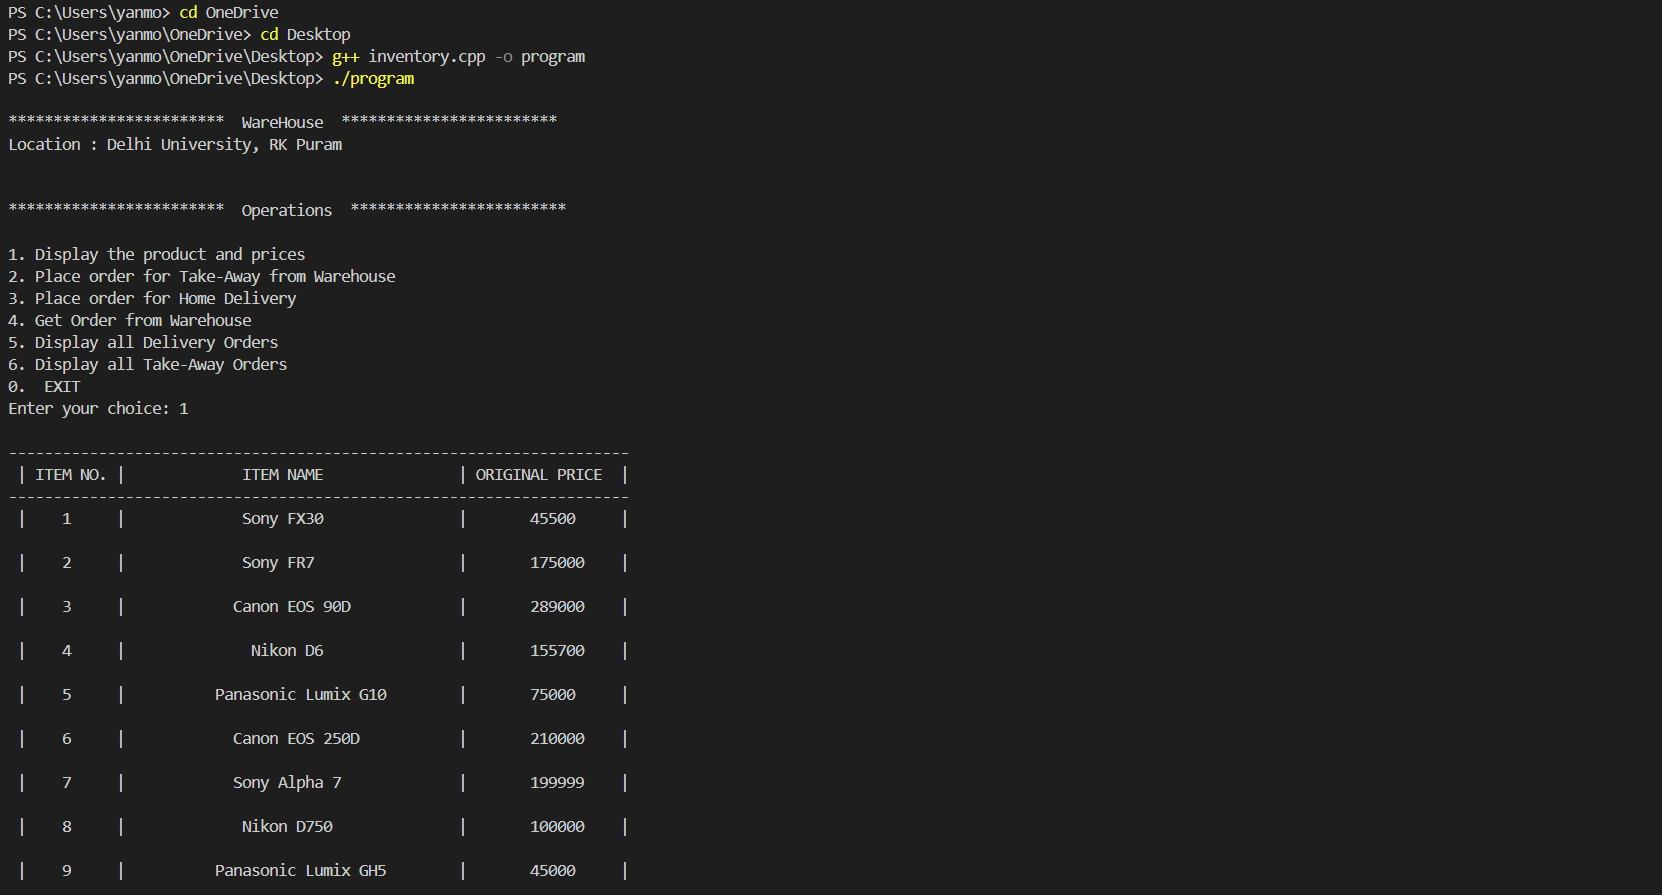 PS C:\Users\yanmo> cd OneDrive
PS C:\Users\yanmo\OneDrive> cd Desktop
PS C:\Users\yanmo\OneDrive\Desktop> g++ inventory.cpp -o program
PS C:\Users\yanmo\OneDrive\Desktop> ./program
************************  WareHouse  ************************
Location : Delhi University, RK Puram
************************  Operations  ************************
1. Display the product and prices
2. Place order for Take-Away from Warehouse
3. Place order for Home Delivery
4. Get Order from Warehouse
5. Display all Delivery Orders
6. Display all Take-Away Orders
0.  EXIT
Enter your choice: 1
---------------------------------------------------------------------
| ITEM NO. |             ITEM NAME               | ORIGINAL PRICE  |
---------------------------------------------------------------------
|    1     |             Sony FX30               |       45500     |
|    2     |             Sony FR7                |       175000    |
|    3     |            Canon EOS 90D            |       289000    |
|    4     |              Nikon D6               |       155700    |
|    5     |          Panasonic Lumix G10        |       75000     |
|    6     |            Canon EOS 250D           |       210000    |
|    7     |            Sony Alpha 7             |       199999    |
|    8     |             Nikon D750              |       100000    |
|    9     |          Panasonic Lumix GH5        |       45000     |